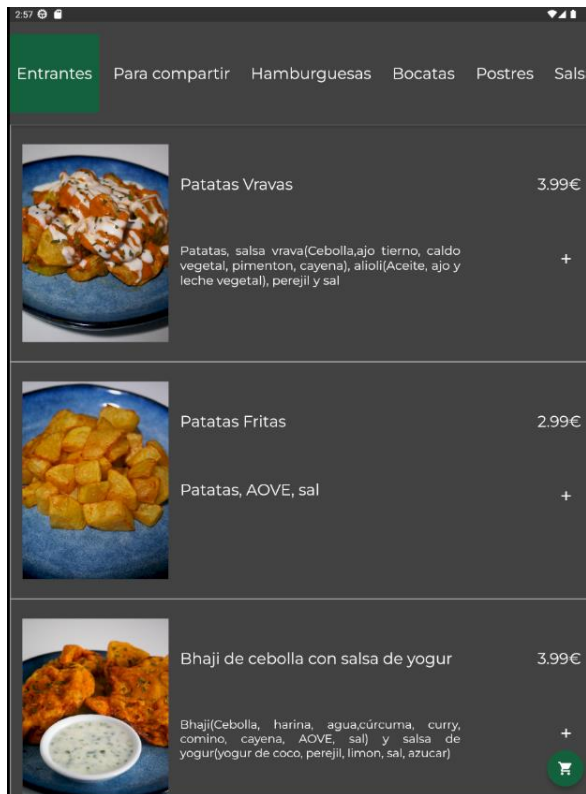 2:57
Entrantes Para compartir Hamburguesas Bocatas Postres Sals
Patatas Vravas 3.99€
Patatas, salsa vrava(Cebolla,ajo tierno, caldo
vegetal, pimenton, cayena), alioli(Aceite, ajo y
leche vegetal), perejil y sal
+
Patatas Fritas 2.99€
Patatas, AOVE, sal
+
Bhaji de cebolla con salsa de yogur 3.99€
Bhaji(Cebolla, harina, agua,cúrcuma, curry,
comino, cayena, AOVE, sal) y salsa de
yogur(yogur de coco, perejil, limon, sal, azucar)
+